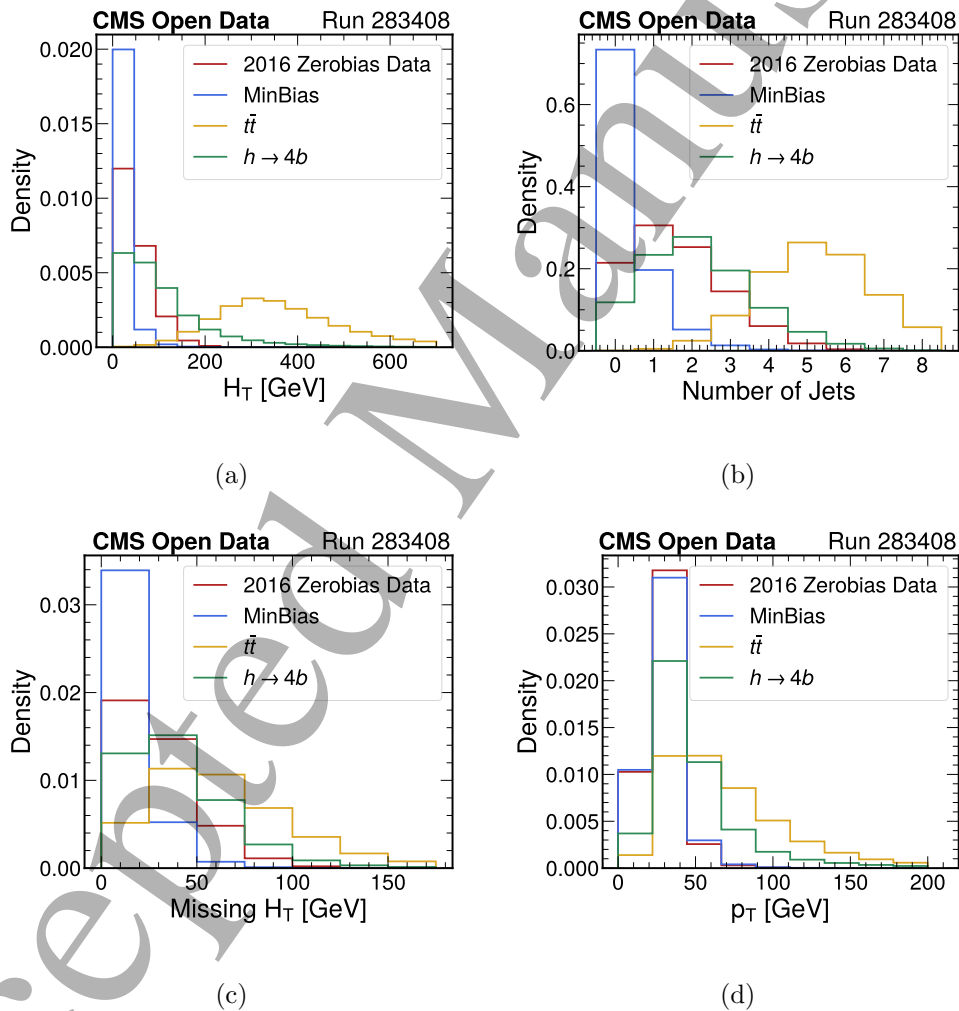 CMS Open Data Run 283408
0.020
0.015
0.010
0.005
0.000
Density
2016 Zerobias Data
MinBias
tt̄
h → 4b
0 200 400 600
H_T [GeV]
(a)
CMS Open Data Run 283408
0.6
0.4
0.2
0.0
Density
2016 Zerobias Data
MinBias
tt̄
h → 4b
0 1 2 3 4 5 6 7 8
Number of Jets
(b)
CMS Open Data Run 283408
0.03
0.02
0.01
0.00
Density
2016 Zerobias Data
MinBias
tt̄
h → 4b
0 50 100 150
Missing H_T [GeV]
(c)
CMS Open Data Run 283408
0.030
0.025
0.020
0.015
0.010
0.005
0.000
Density
2016 Zerobias Data
MinBias
tt̄
h → 4b
0 50 100 150 200
p_T [GeV]
(d)